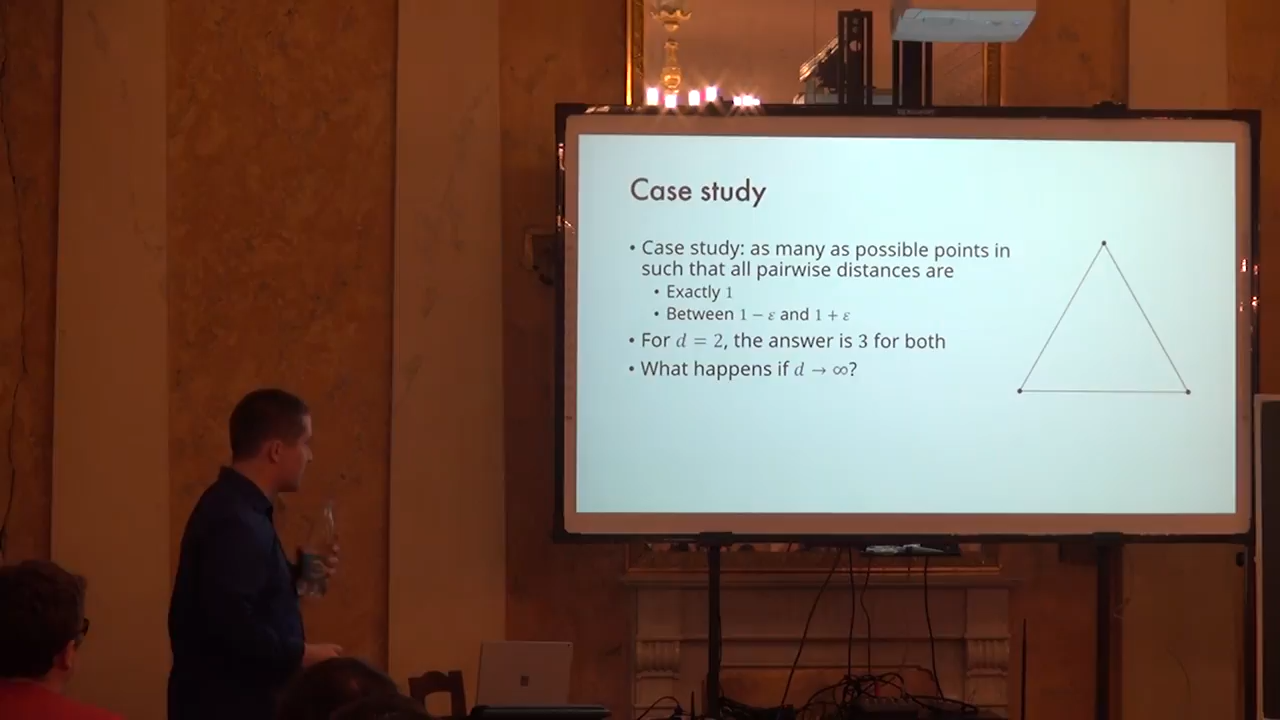 Case study
• Case study: as many as possible points in
such that all pairwise distances are
• Exactly 1
• Between 1 − ε and 1 + ε
• For d = 2, the answer is 3 for both
• What happens if d → ∞?